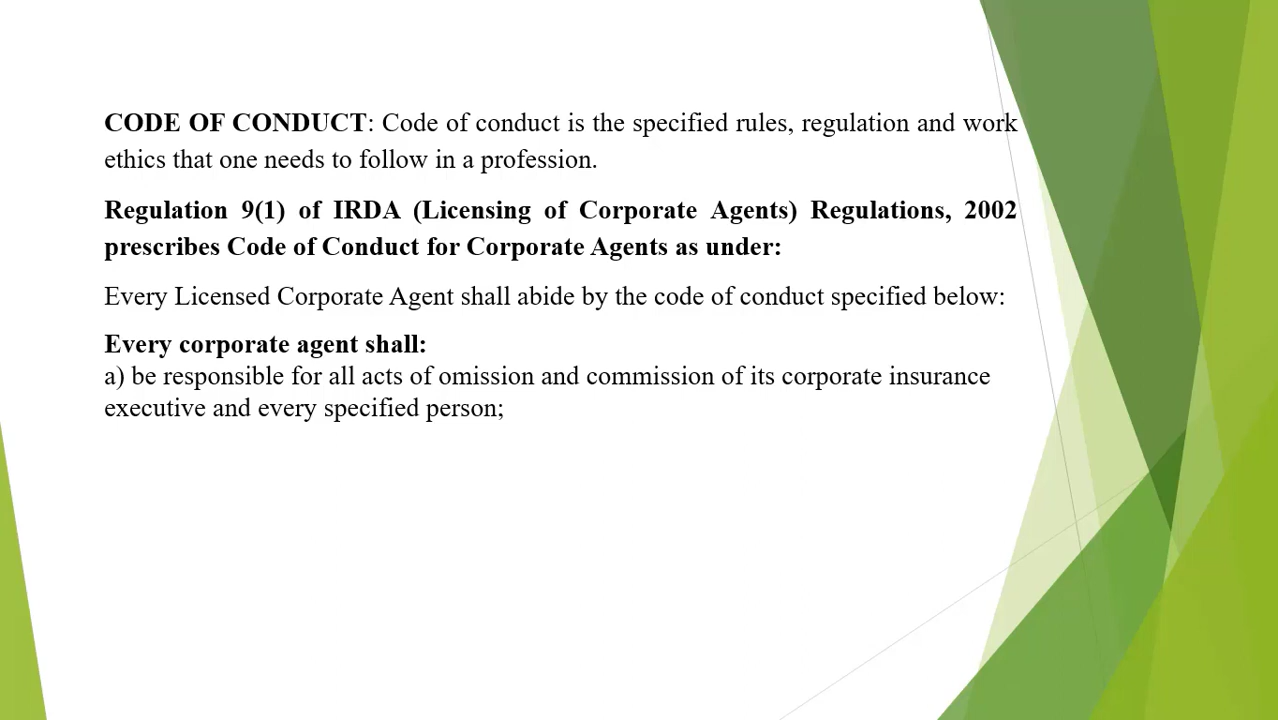 CODE OF CONDUCT: Code of conduct is the specified rules, regulation and work
ethics that one needs to follow in a profession.
Regulation 9(1) of IRDA (Licensing of Corporate Agents) Regulations, 2002
prescribes Code of Conduct for Corporate Agents as under:
Every Licensed Corporate Agent shall abide by the code of conduct specified below:
Every corporate agent shall:
a) be responsible for all acts of omission and commission of its corporate insurance
executive and every specified person;